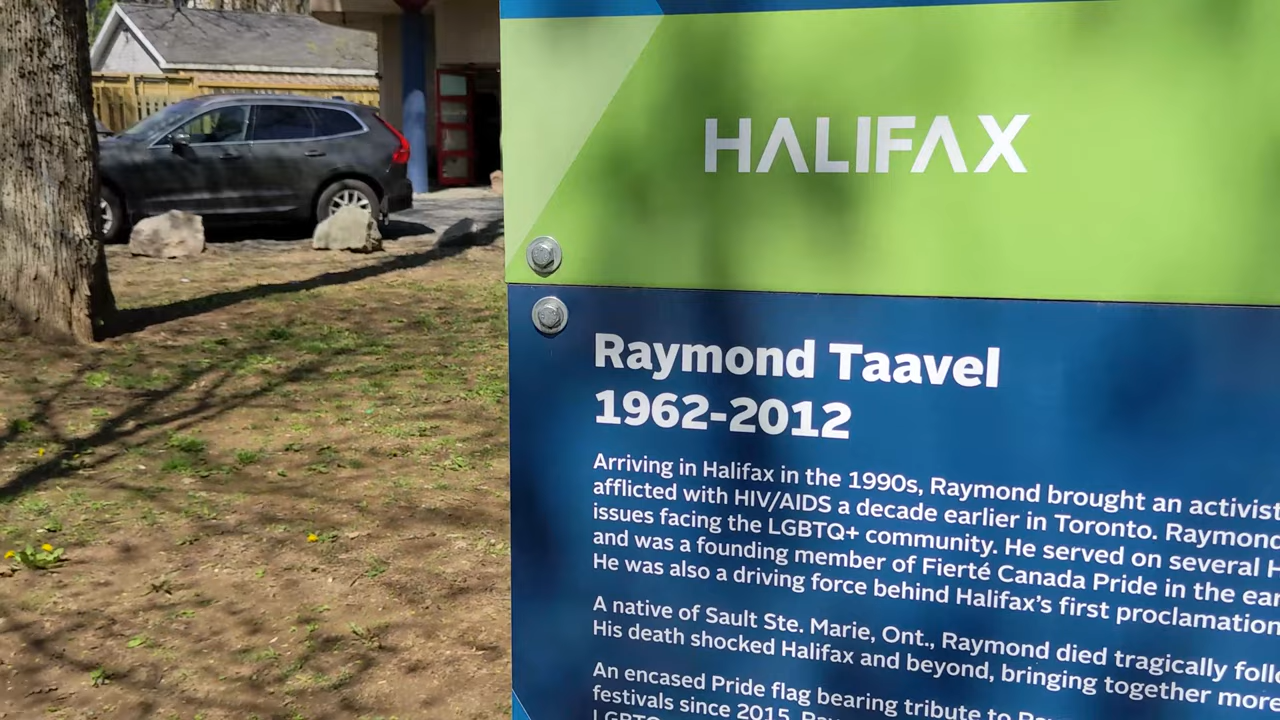 HALIFAX
Raymond Taavel
1962-2012
Arriving in Halifax in the 1990s, Raymond brought an activist
afflicted with HIV/AIDS a decade earlier in Toronto. Raymond
issues facing the LGBTQ+ community. He served on several H
and was a founding member of Fierté Canada Pride in the ear
He was also a driving force behind Halifax's first proclamation
A native of Sault Ste. Marie, Ont., Raymond died tragically follo
His death shocked Halifax and beyond, bringing together more
An encased Pride flag bearing tribute to
festivals since 2015.